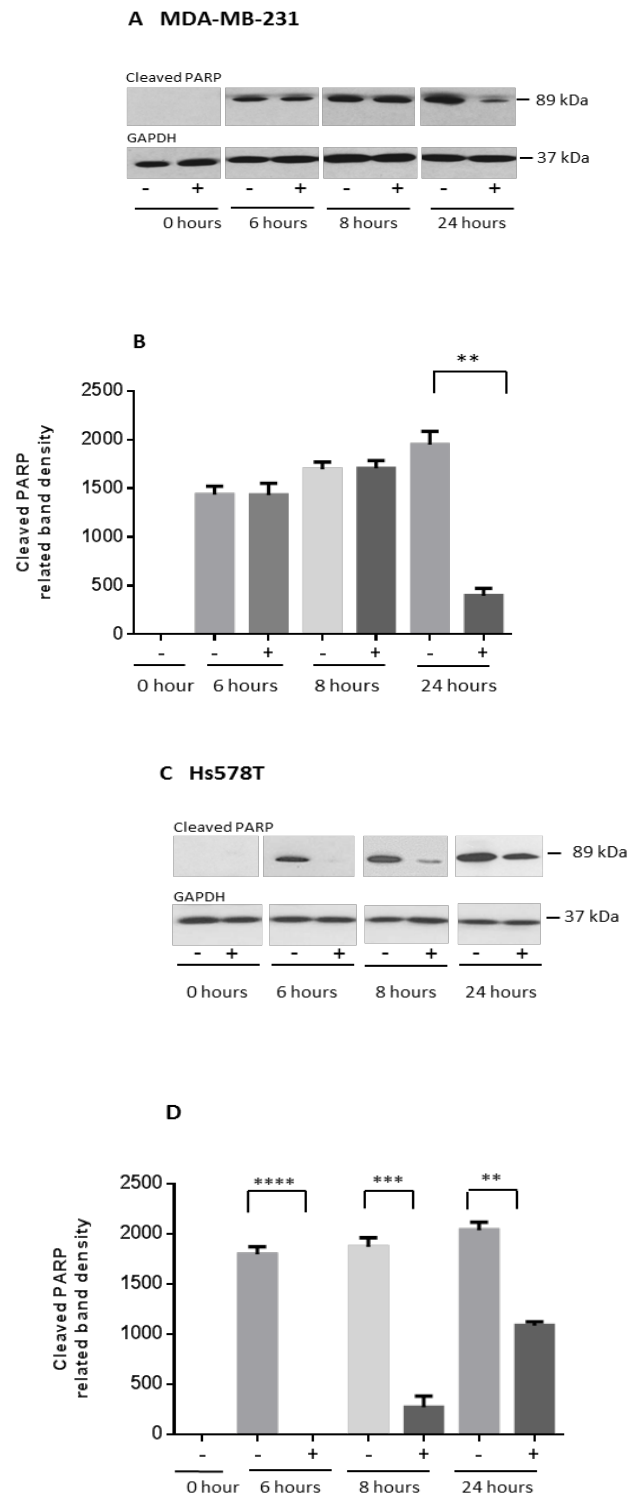 A MDA-MB-231
Cleaved PARP
89 kDa
GAPDH
37 kDa
- + - + - + - +
0 hours 6 hours 8 hours 24 hours
B
**
2500
2000
1500
1000
500
0
Cleaved PARP
related band density
- - + - + - +
0 hour 6 hours 8 hours 24 hours
C Hs578T
Cleaved PARP
89 kDa
GAPDH
37 kDa
- + - + - + - +
0 hours 6 hours 8 hours 24 hours
D
**** *** **
2500
2000
1500
1000
500
0
Cleaved PARP
related band density
- - + - + - +
0 hour 6 hours 8 hours 24 hours